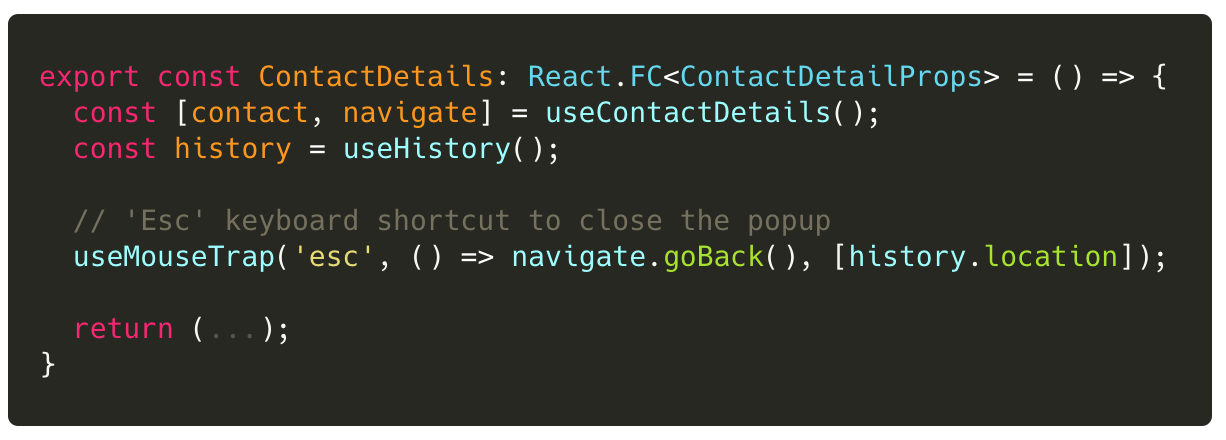 export const ContactDetails: React.FC<ContactDetailProps> = () => {
  const [contact, navigate] = useContactDetails();
  const history = useHistory();

  // 'Esc' keyboard shortcut to close the popup
  useMouseTrap('esc', () => navigate.goBack(), [history.location]);

  return (...);
}